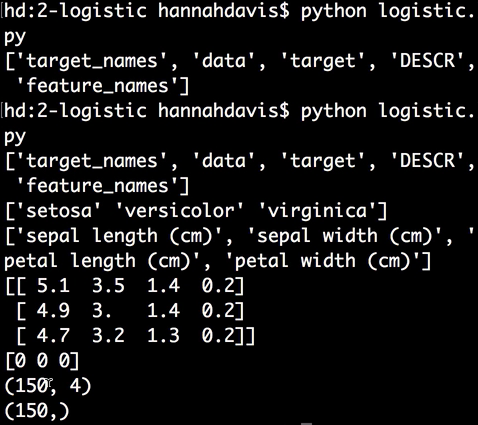 [hd:2-logistic hannahdavis$ python logistic.
py
['target_names', 'data', 'target', 'DESCR',
 'feature_names']
[hd:2-logistic hannahdavis$ python logistic.
py
['target_names', 'data', 'target', 'DESCR',
 'feature_names']
['setosa' 'versicolor' 'virginica']
['sepal length (cm)', 'sepal width (cm)', '
petal length (cm)', 'petal width (cm)']
[[ 5.1  3.5  1.4  0.2]
 [ 4.9  3.   1.4  0.2]
 [ 4.7  3.2  1.3  0.2]]
[0 0 0]
(150, 4)
(150,)